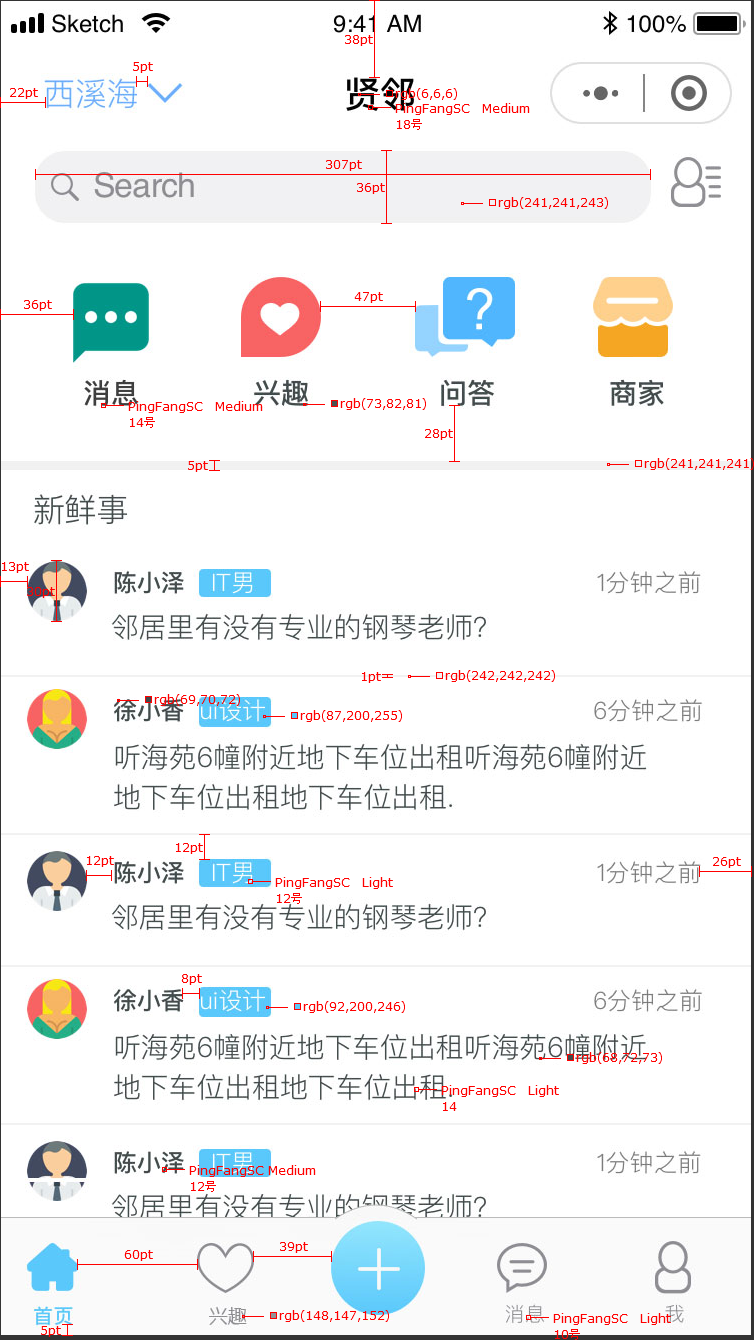 Sketch 9:41 AM 100%
38pt
5pt
22pt
西溪海
贤邻
rgb(6,6,6)
PingFangSC Medium
18号
307pt
Search
36pt
rgb(241,241,243)
36pt
47pt
消息 兴趣 问答 商家
PingFangSC Medium
14号
rgb(73,82,81)
28pt
5pt
rgb(241,241,241)
新鲜事
13pt
陈小泽 IT男 1分钟之前
邻居里有没有专业的钢琴老师?
1pt
rgb(242,242,242)
rgb(69,70,72)
徐小香 ui设计 6分钟之前
rgb(87,200,255)
听海苑6幢附近地下车位出租听海苑6幢附近
地下车位出租地下车位出租.
12pt
12pt
陈小泽 IT男 1分钟之前
26pt
PingFangSC Light
12号
邻居里有没有专业的钢琴老师?
8pt
徐小香 ui设计 6分钟之前
rgb(92,200,246)
听海苑6幢附近地下车位出租听海苑6幢附近
rgb(68,72,73)
地下车位出租地下车位出租.
PingFangSC Light
14
陈小泽 IT男 1分钟之前
PingFangSC Medium
12号
邻居里有没有专业的钢琴老师?
60pt
39pt
首页 兴趣 消息 我
rgb(148,147,152)
PingFangSC Light
10号
5pt